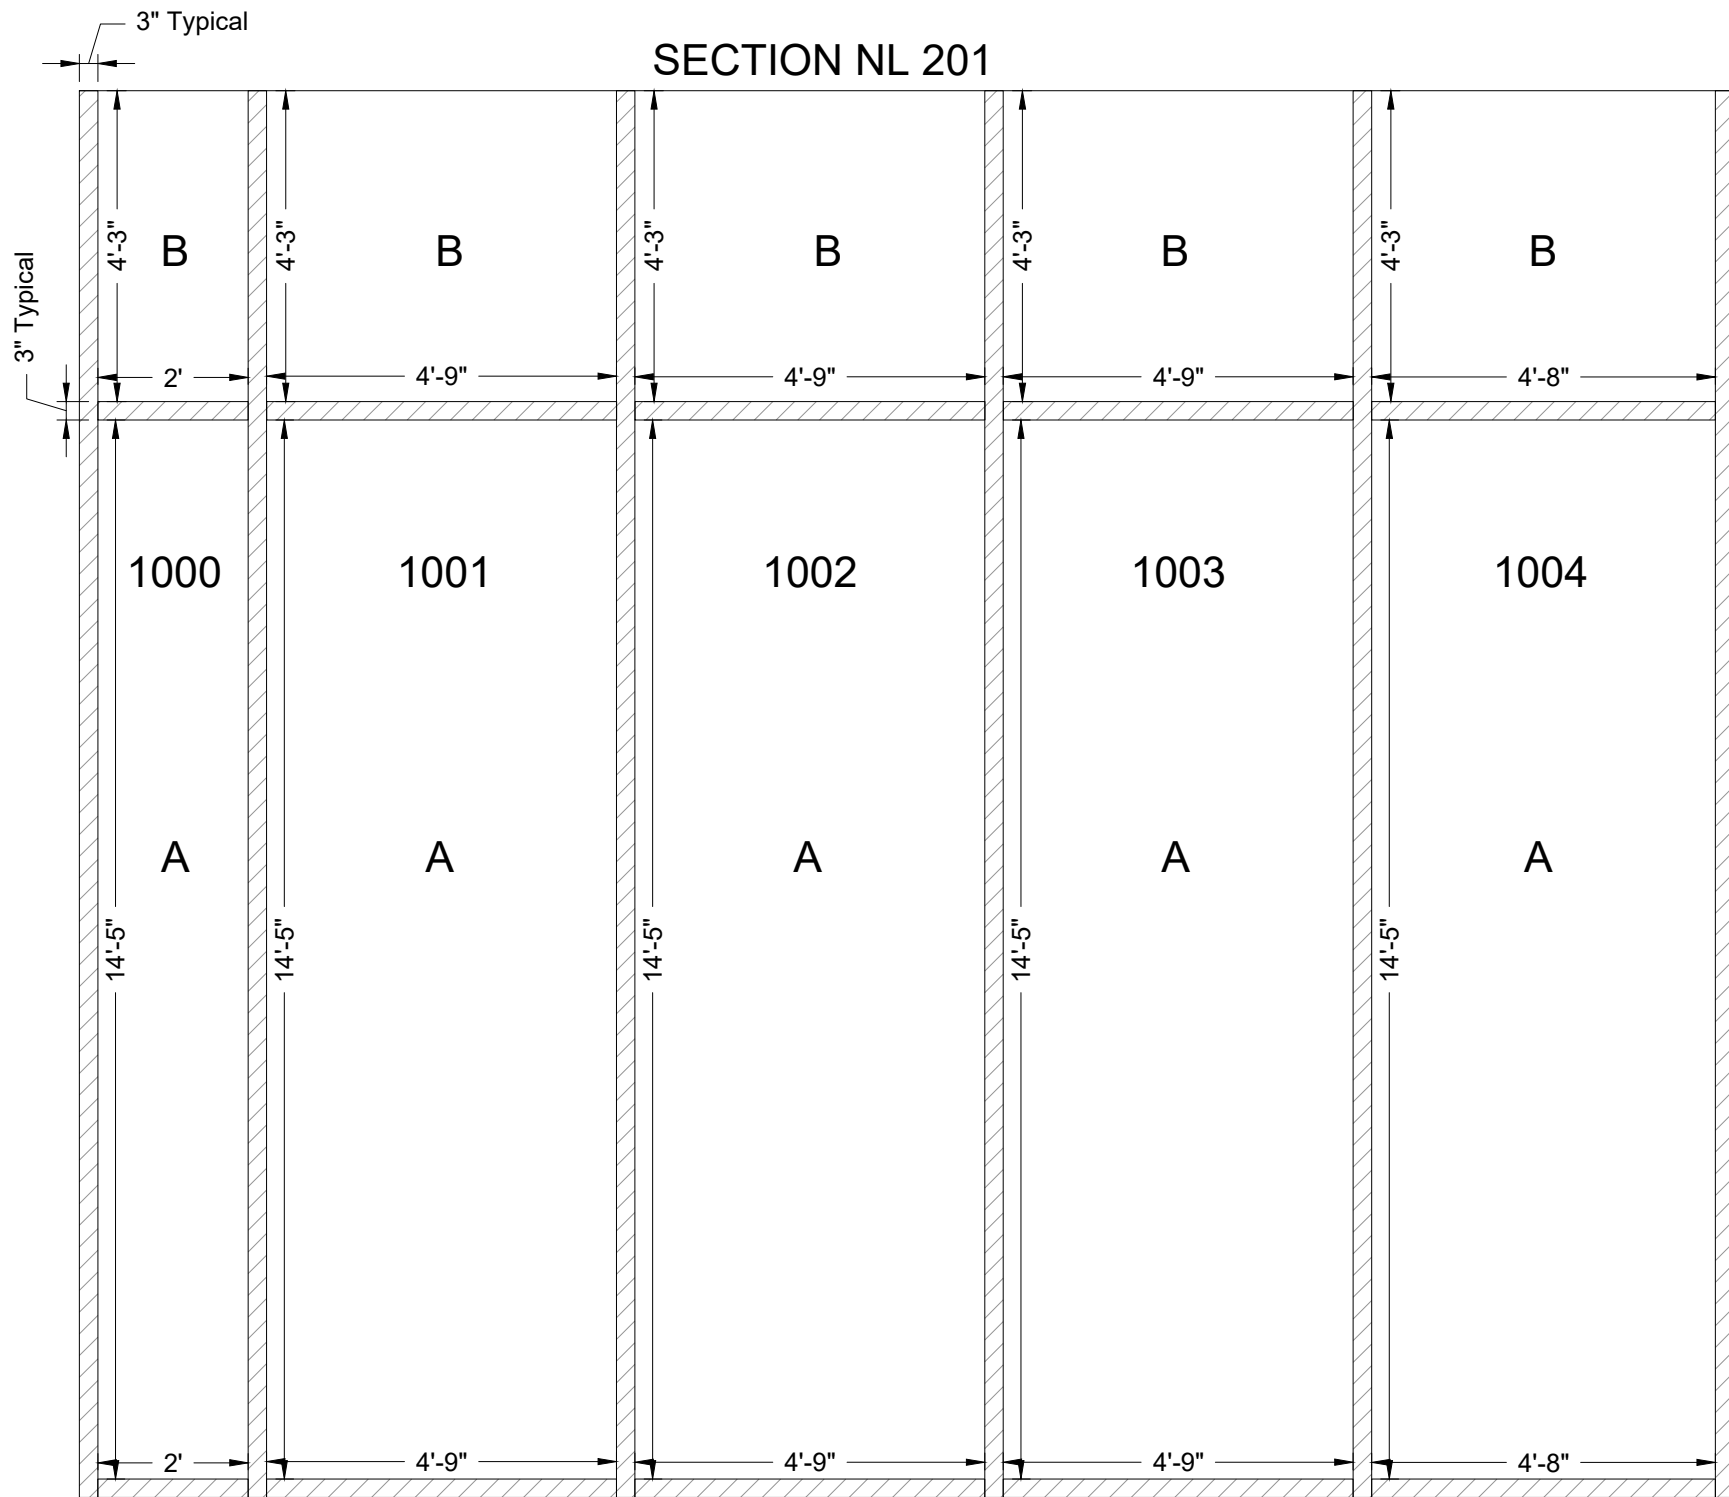 3" Typical
SECTION NL 201
4'-3" 4'-3" 4'-3" 4'-3" 4'-3"
B B B B B
3" Typical
2' 4'-9" 4'-9" 4'-9" 4'-8"
1000 1001 1002 1003 1004
A A A A A
14'-5" 14'-5" 14'-5" 14'-5" 14'-5"
2' 4'-9" 4'-9" 4'-9" 4'-8"